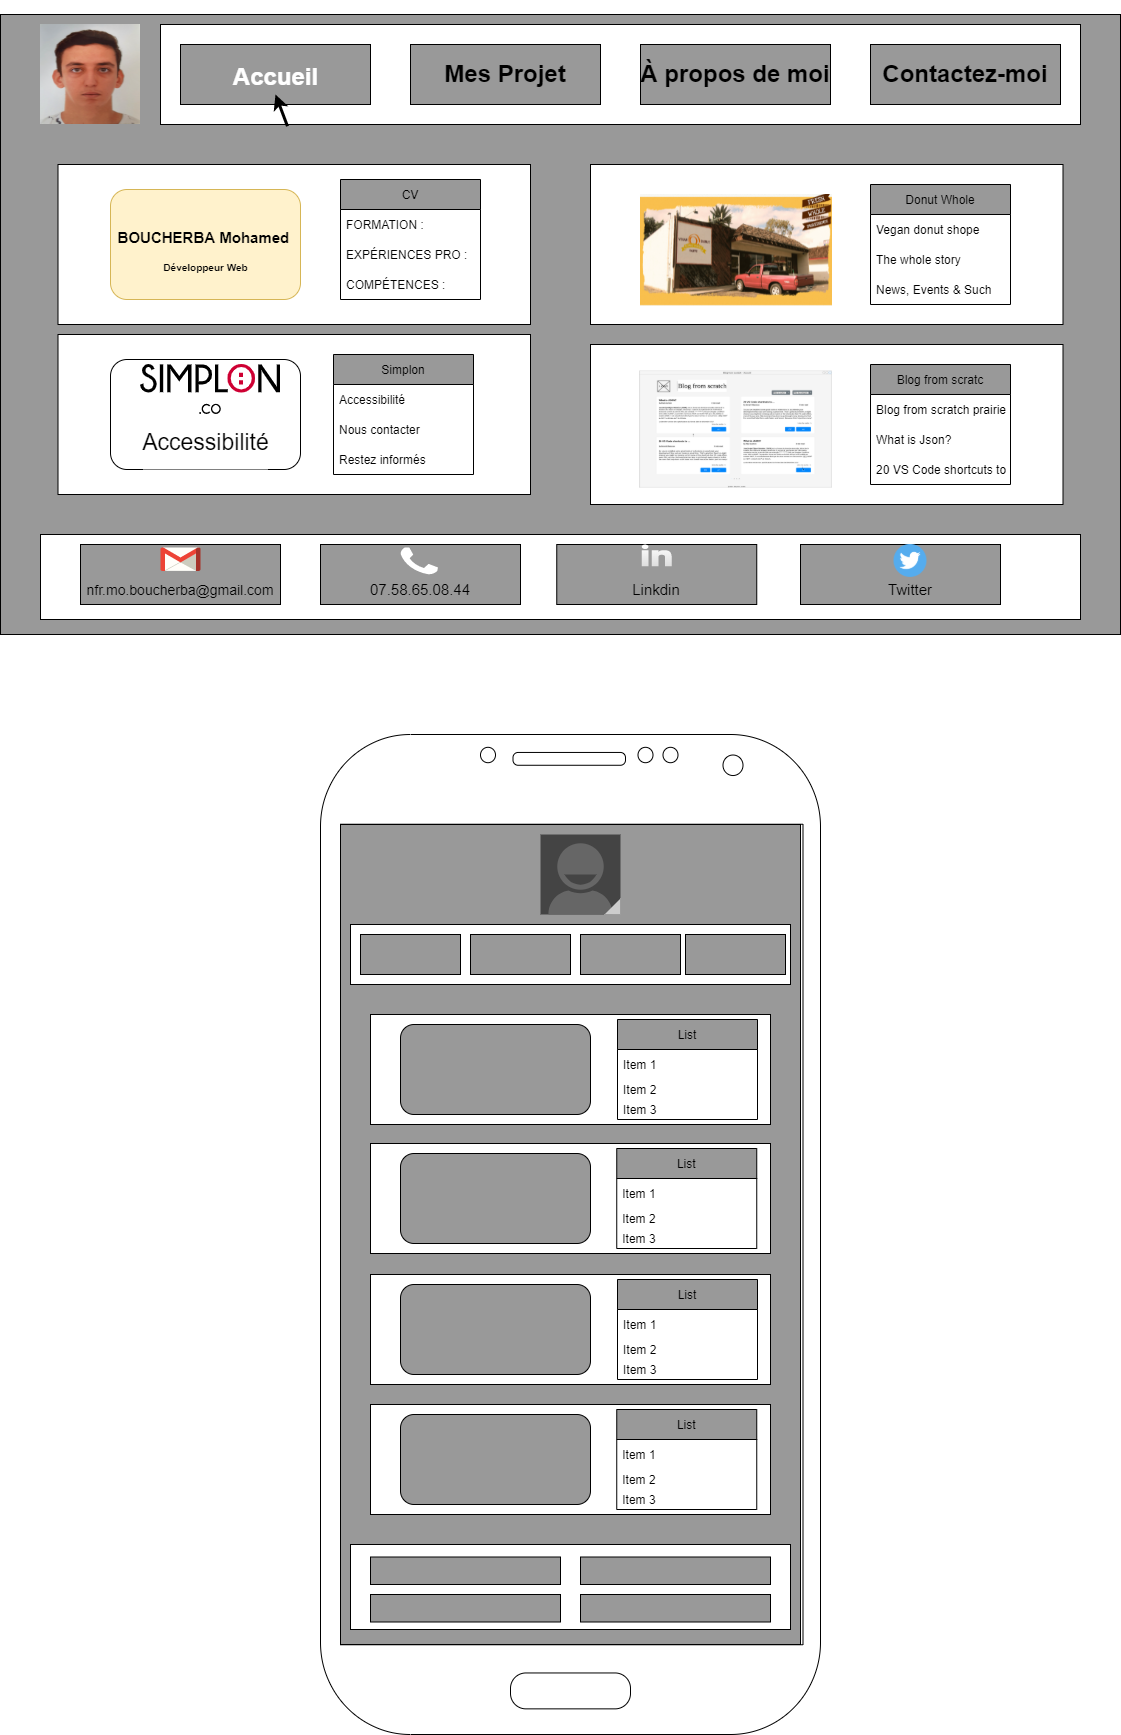 Accueil
Mes Projet
À propos de moi
Contactez-moi
BOUCHERBA Mohamed
Développeur Web
CV
FORMATION :
EXPÉRIENCES PRO :
COMPÉTENCES :
Donut Whole
Vegan donut shope
The whole story
News, Events & Such
SIMPLON
.CO
Accessibilité
Simplon
Accessibilité
Nous contacter
Restez informés
Blog from scratch
Blog from scratc
Blog from scratch prairie
What is Json?
20 VS Code shortcuts to
nfr.mo.boucherba@gmail.com
07.58.65.08.44
in
Linkdin
Twitter
List
Item 1
Item 2
Item 3
List
Item 1
Item 2
Item 3
List
Item 1
Item 2
Item 3
List
Item 1
Item 2
Item 3